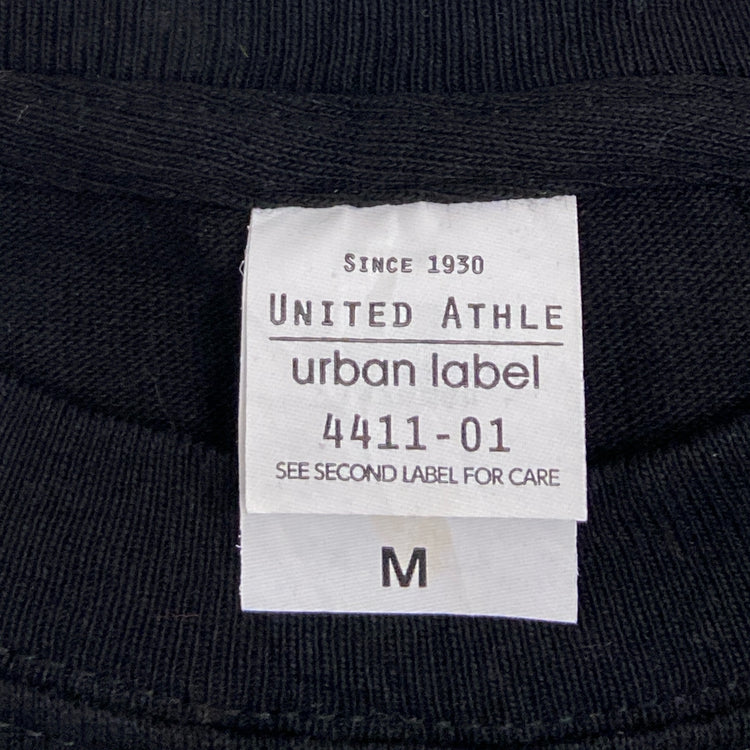 SINCE 1930
UNITED ATHLE
urban label
4411-01
SEE SECOND LABEL FOR CARE
M